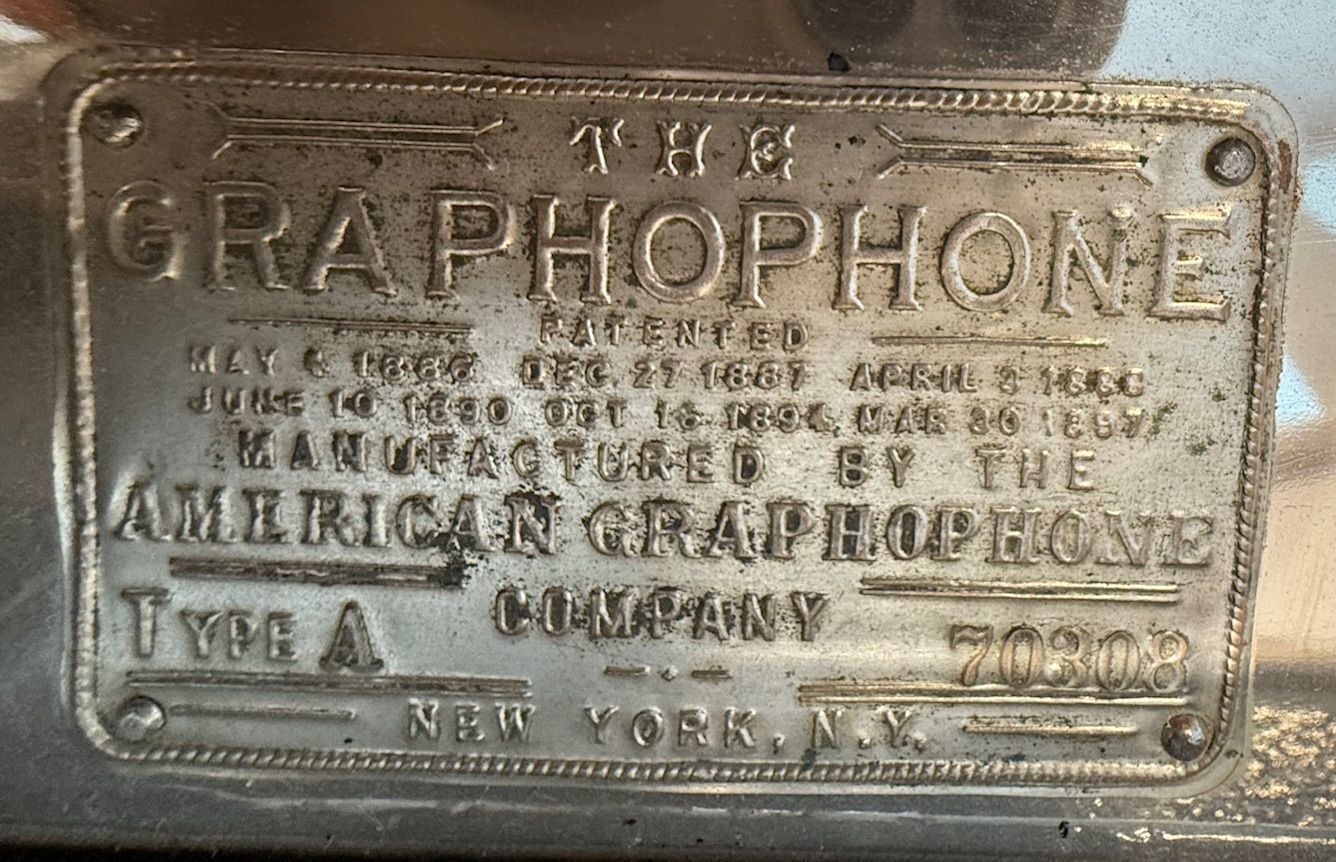 THE
GRAPHOPHONE
PATENTED
MAY 4 1886 DEC. 27 1887 APRIL 3 1888
JUNE 10 1890 OCT 16 1894, MAR 30 1897
MANUFACTURED BY THE
AMERICAN GRAPHOPHONE
COMPANY
TYPE A 70308
NEW YORK, N.Y.